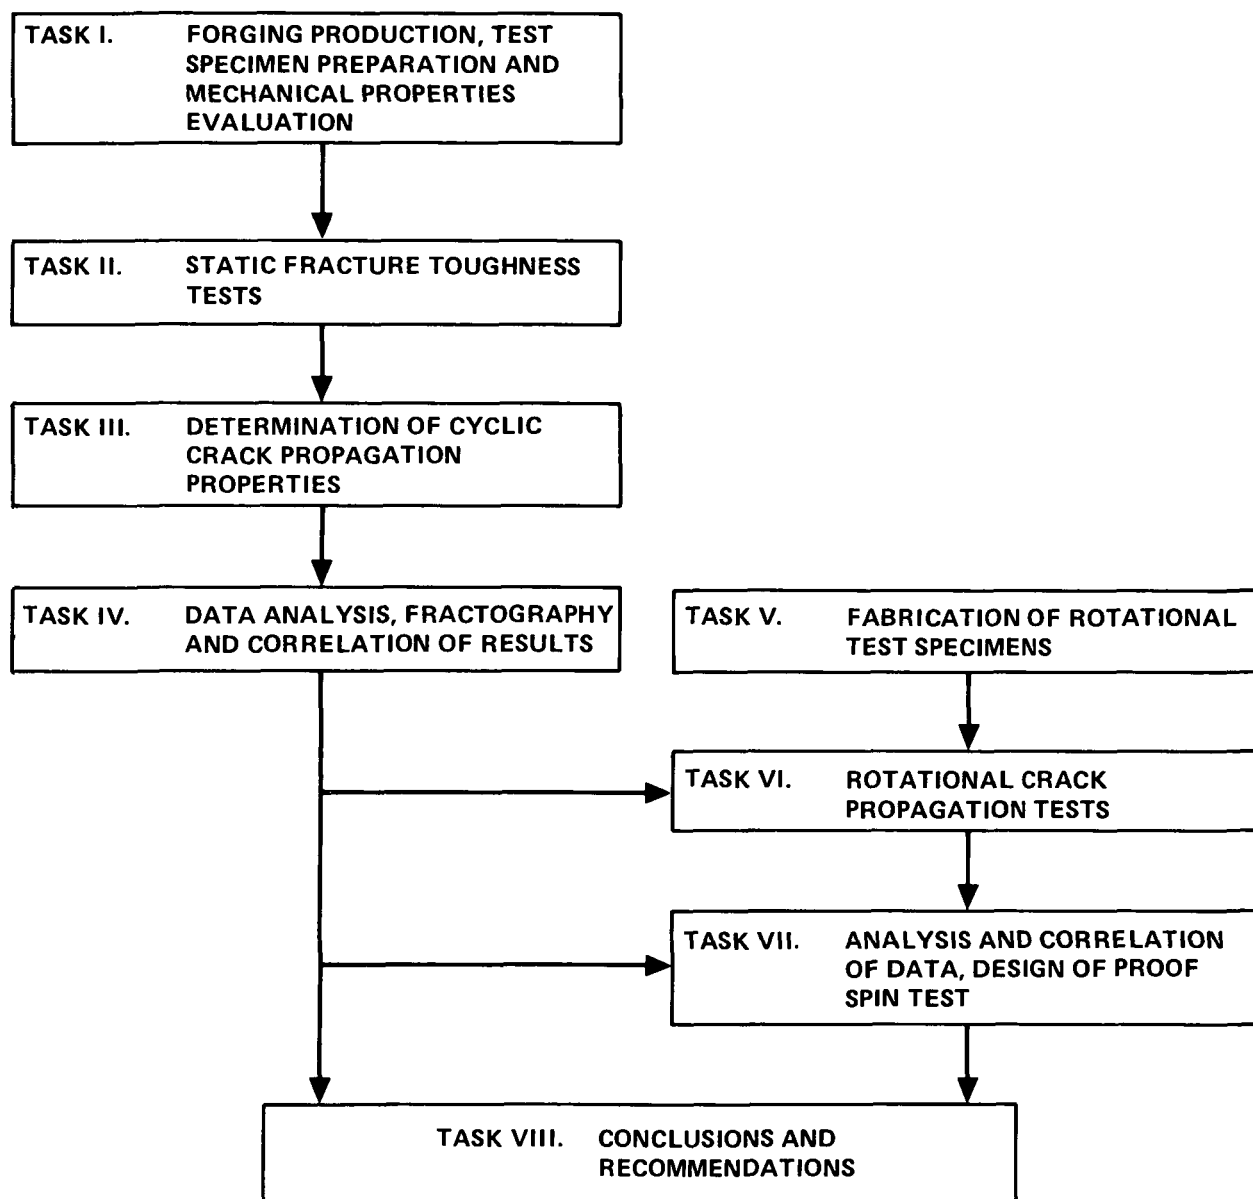 TASK I. FORGING PRODUCTION, TEST
SPECIMEN PREPARATION AND
MECHANICAL PROPERTIES
EVALUATION
TASK II. STATIC FRACTURE TOUGHNESS
TESTS
TASK III. DETERMINATION OF CYCLIC
CRACK PROPAGATION
PROPERTIES
TASK IV. DATA ANALYSIS, FRACTOGRAPHY
AND CORRELATION OF RESULTS
TASK V. FABRICATION OF ROTATIONAL
TEST SPECIMENS
TASK VI. ROTATIONAL CRACK
PROPAGATION TESTS
TASK VII. ANALYSIS AND CORRELATION
OF DATA, DESIGN OF PROOF
SPIN TEST
TASK VIII. CONCLUSIONS AND
RECOMMENDATIONS